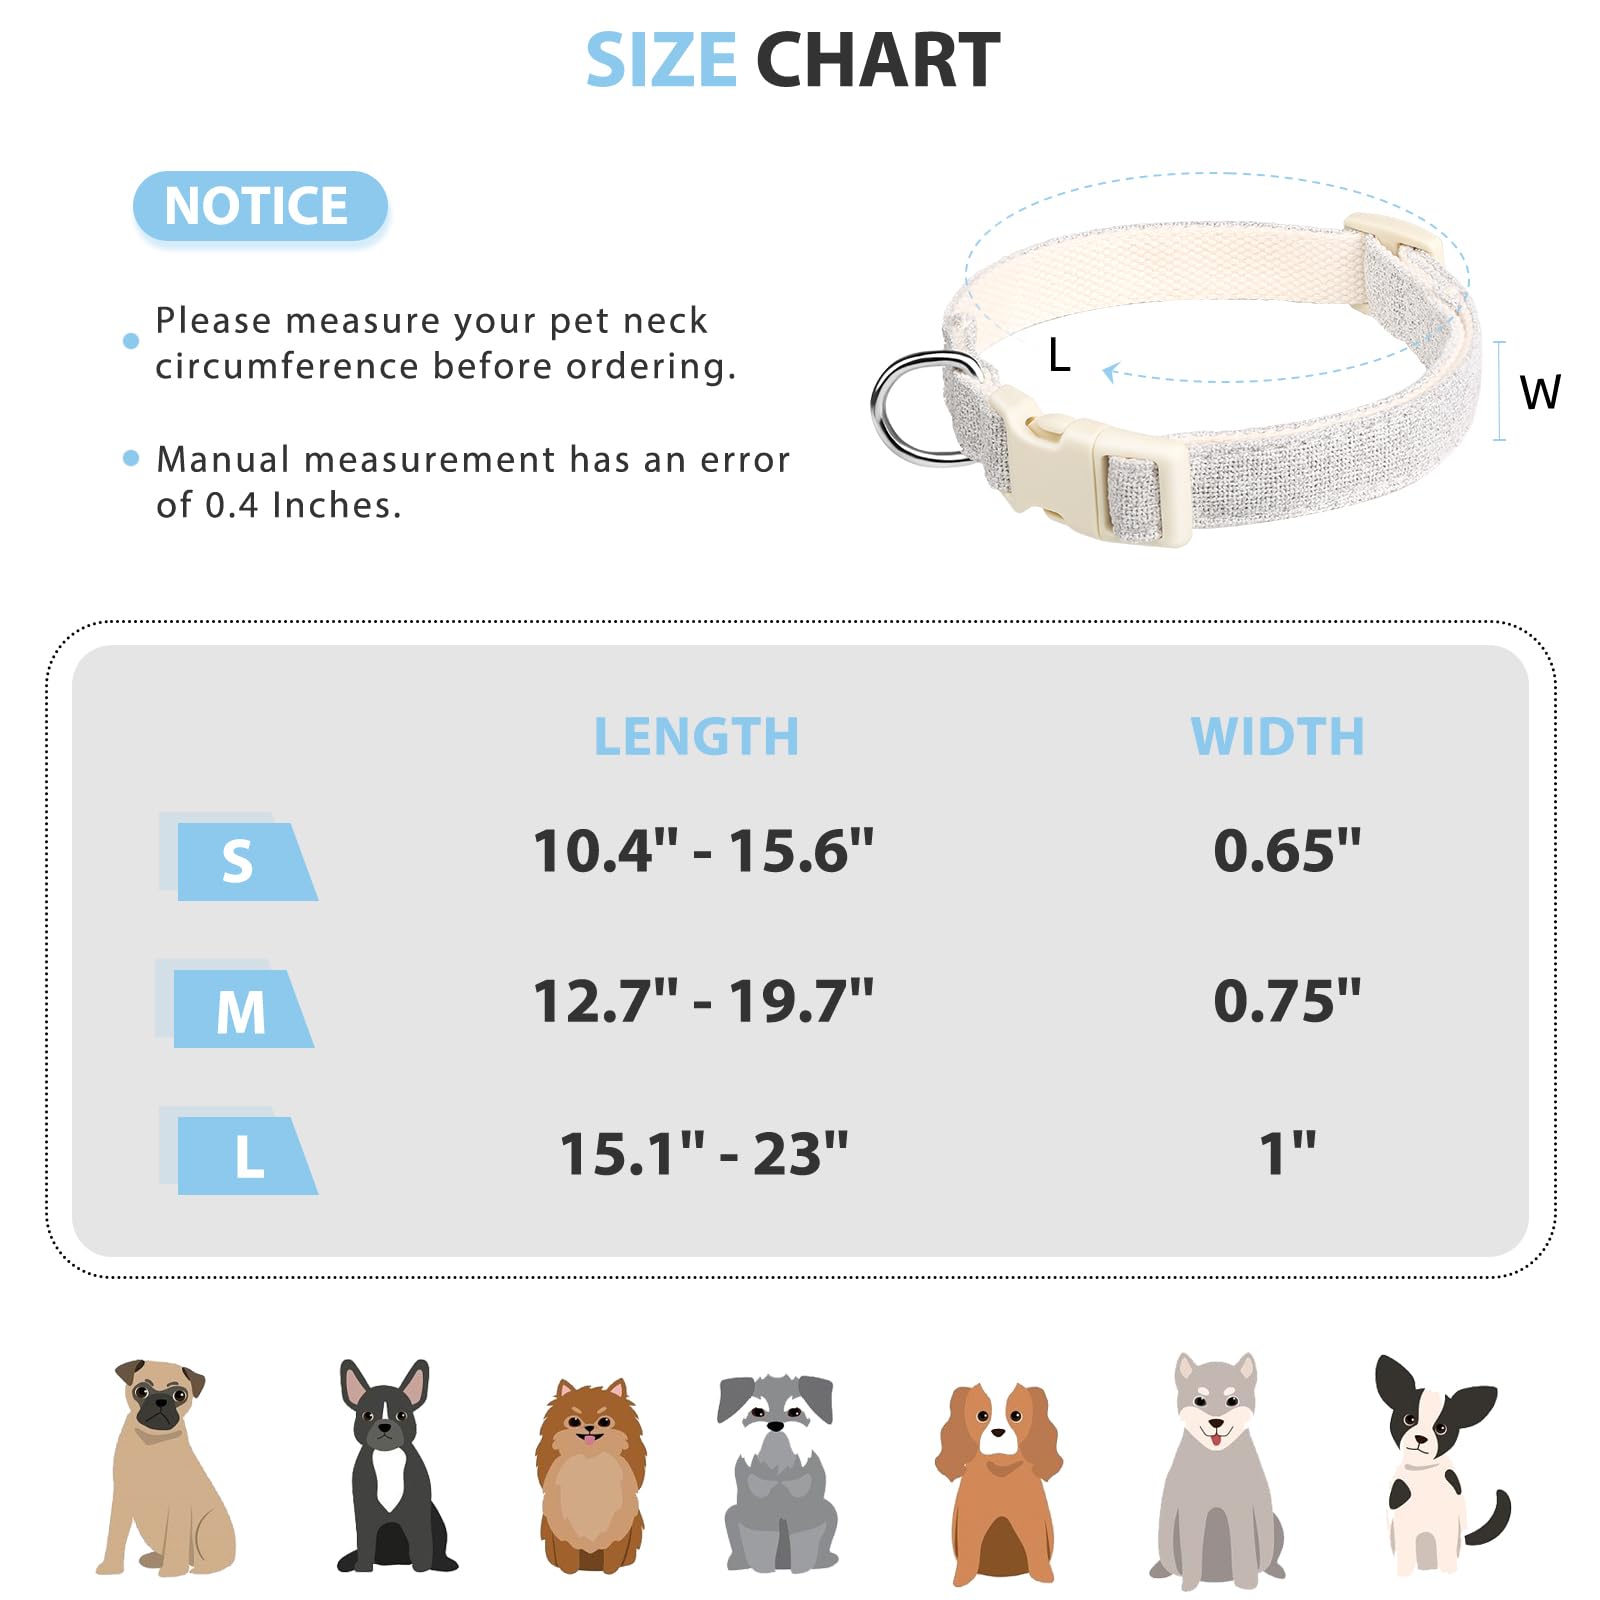 SIZE CHART
NOTICE
Please measure your pet neck
circumference before ordering.
Manual measurement has an error
of 0.4 Inches.
L
W
LENGTH WIDTH
S 10.4" - 15.6" 0.65"
M 12.7" - 19.7" 0.75"
L 15.1" - 23" 1"